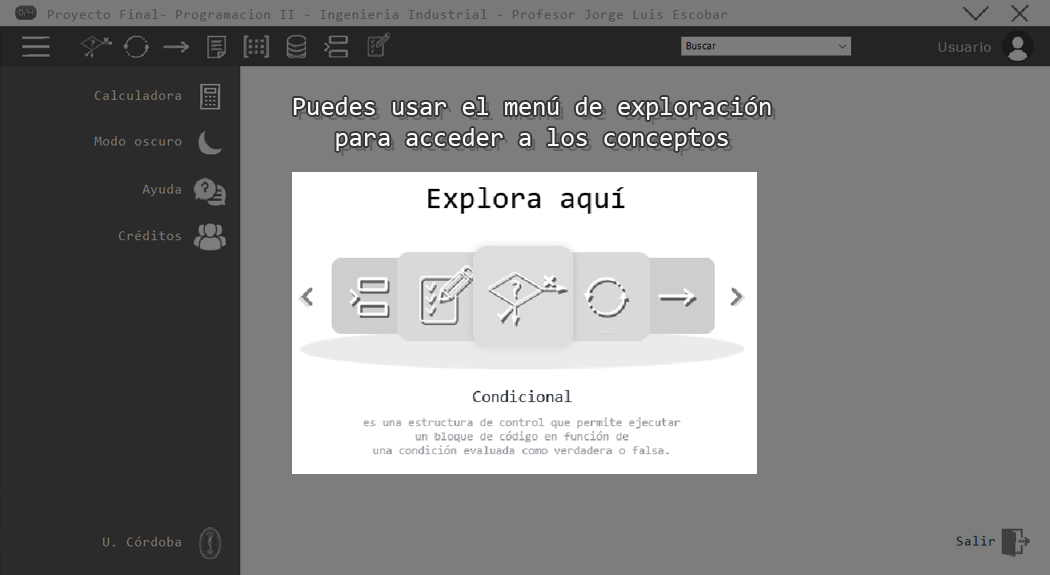 D/H Proyecto Final- Programacion II - Ingenieria Industrial - Profesor Jorge Luis Escobar
Buscar
Usuario
Calculadora
Modo oscuro
Ayuda
Créditos
Puedes usar el menú de exploración
para acceder a los conceptos
Explora aquí
Condicional
es una estructura de control que permite ejecutar
un bloque de código en función de
una condición evaluada como verdadera o falsa.
U. Córdoba
Salir